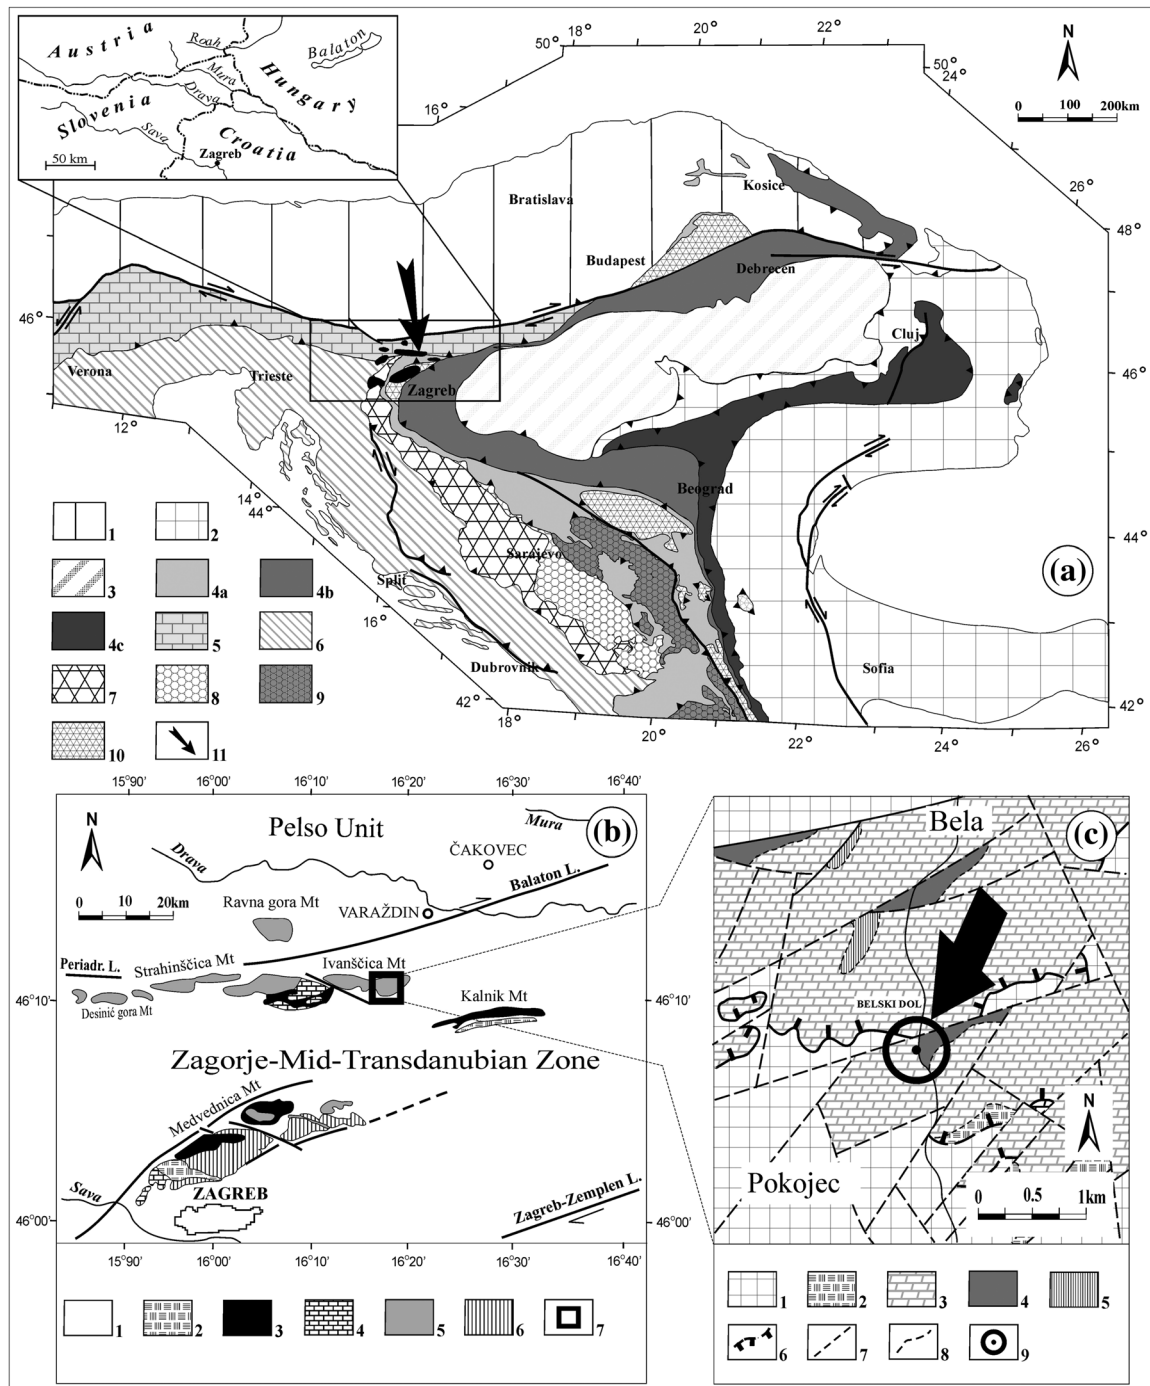 Austria
Roah
Balaton
Mura
Hungary
Drava
Slovenia
Sava
Croatia
Zagreb
50 km
18°
20°
22°
50°
50°
24°
N
0 100 200km
(a)
16°
26°
Kosice
Bratislava
48°
Budapest
Debrecen
46°
Cluj
Verona
Trieste
Zagreb
46°
12°
Beograd
14°
44°
44°
Sarajevo
Split
16°
Sofia
Dubrovnik
42°
42°
18°
20°
22°
24°
26°
1
2
3
4a
4b
4c
5
6
7
8
9
10
11
15°90'
16°00'
16°10'
16°20'
16°30'
16°40'
N
Pelso Unit
Mura
(b)
Drava
ČAKOVEC
Balaton L.
0 10 20km
Ravna gora Mt
VARAŽDIN
Periadr. L.
Strahinščica Mt
Ivanščica Mt
46°10'
46°10'
Desinić gora Mt
Kalnik Mt
Zagorje-Mid-Transdanubian Zone
Medvednica Mt
Sava
ZAGREB
Zagreb-Zemplen L.
46°00'
46°00'
15°90'
16°00'
16°10'
16°20'
16°30'
16°40'
1
2
3
4
5
6
7
Bela
(c)
BELSKI DOL
N
Pokojec
0 0.5 1km
1
2
3
4
5
6
7
8
9